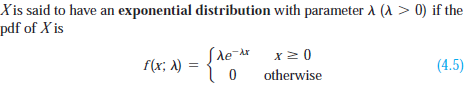 X is said to have an exponential distribution with parameter λ (λ > 0) if the
pdf of X is
f(x; λ) = { λe^{-λx} x ≥ 0
0 otherwise (4.5)